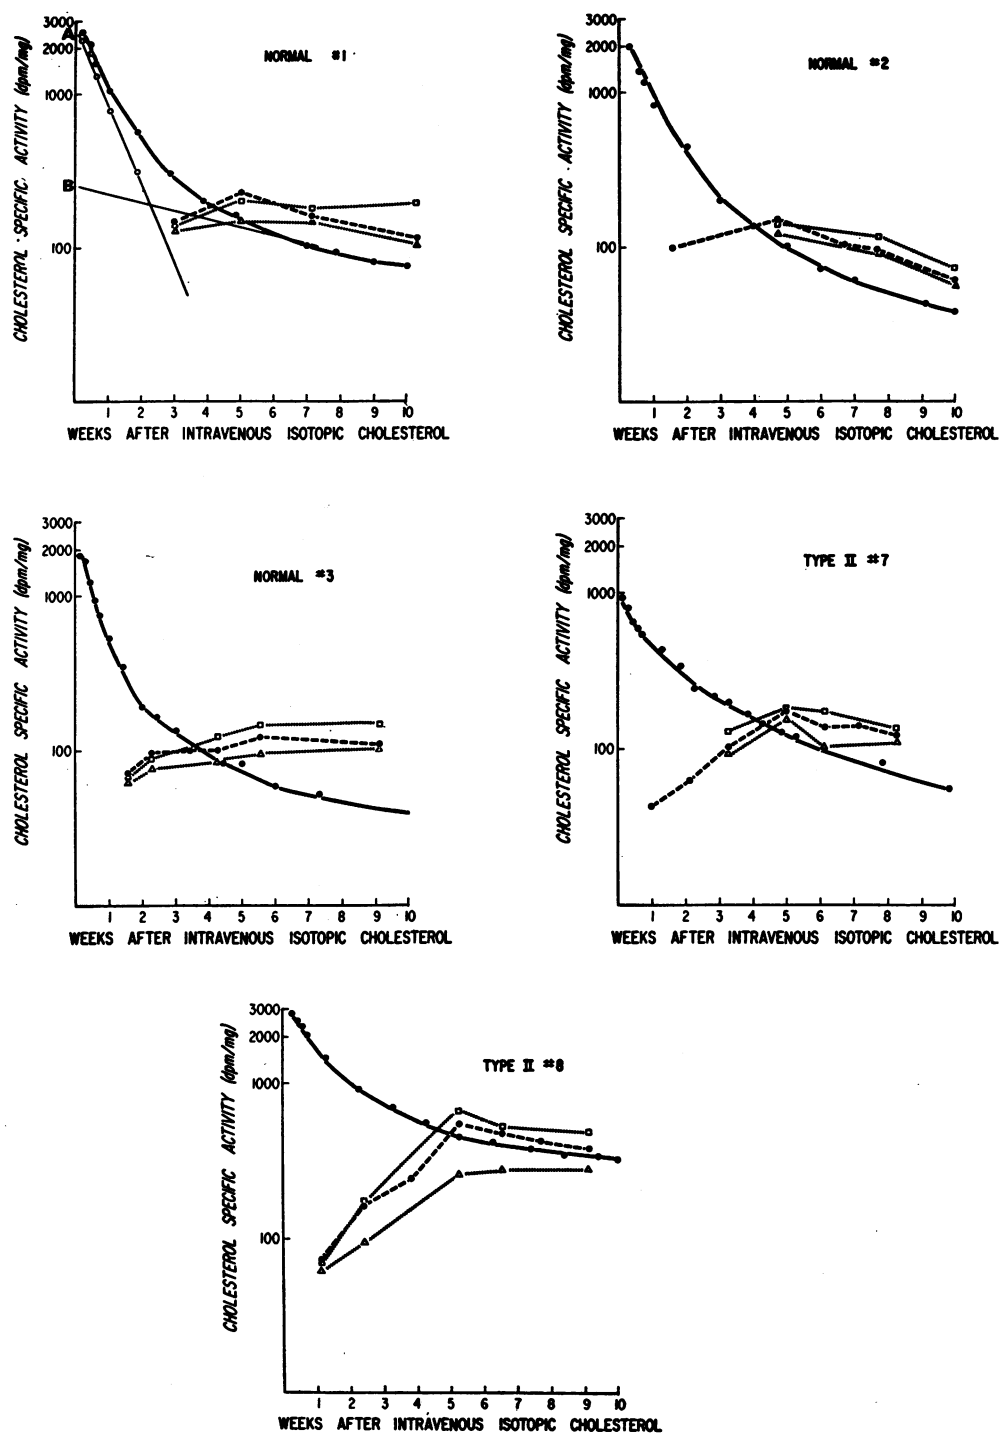 NORMAL #1
CHOLESTEROL SPECIFIC ACTIVITY (dpm/mg)
3000
A
2000
1000
B
100
1 2 3 4 5 6 7 8 9 10
WEEKS AFTER INTRAVENOUS ISOTOPIC CHOLESTEROL
NORMAL #2
CHOLESTEROL SPECIFIC ACTIVITY (dpm/mg)
3000
2000
1000
100
1 2 3 4 5 6 7 8 9 10
WEEKS AFTER INTRAVENOUS ISOTOPIC CHOLESTEROL
NORMAL #3
CHOLESTEROL SPECIFIC ACTIVITY (dpm/mg)
3000
2000
1000
100
1 2 3 4 5 6 7 8 9 10
WEEKS AFTER INTRAVENOUS ISOTOPIC CHOLESTEROL
TYPE II #7
CHOLESTEROL SPECIFIC ACTIVITY (dpm/mg)
3000
2000
1000
100
1 2 3 4 5 6 7 8 9 10
WEEKS AFTER INTRAVENOUS ISOTOPIC CHOLESTEROL
TYPE II #8
CHOLESTEROL SPECIFIC ACTIVITY (dpm/mg)
3000
2000
1000
100
1 2 3 4 5 6 7 8 9 10
WEEKS AFTER INTRAVENOUS ISOTOPIC CHOLESTEROL